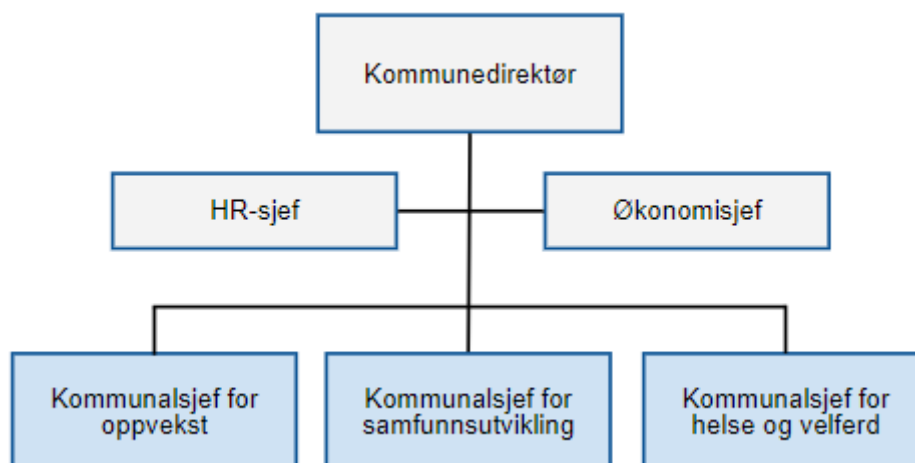 Kommunedirektør
HR-sjef
Økonomisjef
Kommunalsjef for
oppvekst
Kommunalsjef for
samfunnsutvikling
Kommunalsjef for
helse og velferd